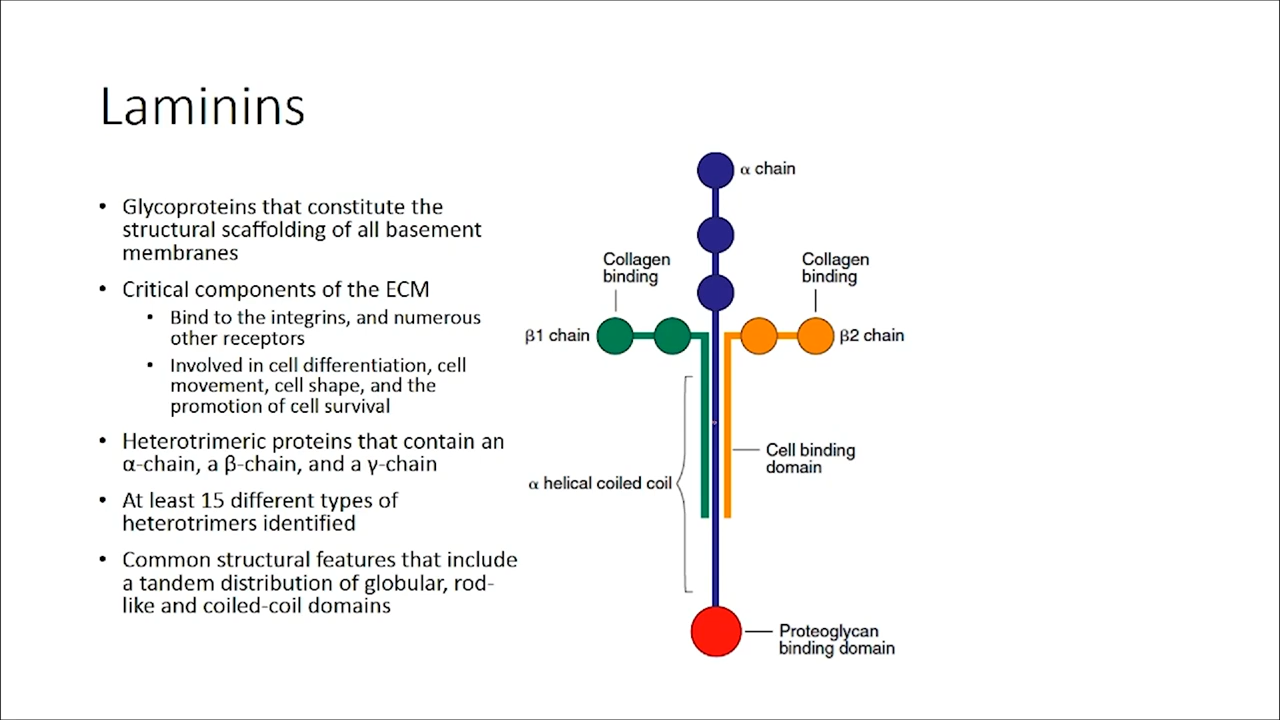 Laminins
• Glycoproteins that constitute the
structural scaffolding of all basement
membranes
• Critical components of the ECM
• Bind to the integrins, and numerous
other receptors
• Involved in cell differentiation, cell
movement, cell shape, and the
promotion of cell survival
• Heterotrimeric proteins that contain an
α-chain, a β-chain, and a γ-chain
• At least 15 different types of
heterotrimers identified
• Common structural features that include
a tandem distribution of globular, rod-
like and coiled-coil domains
α chain
Collagen
binding
Collagen
binding
β1 chain
β2 chain
Cell binding
domain
α helical coiled coil
Proteoglycan
binding domain